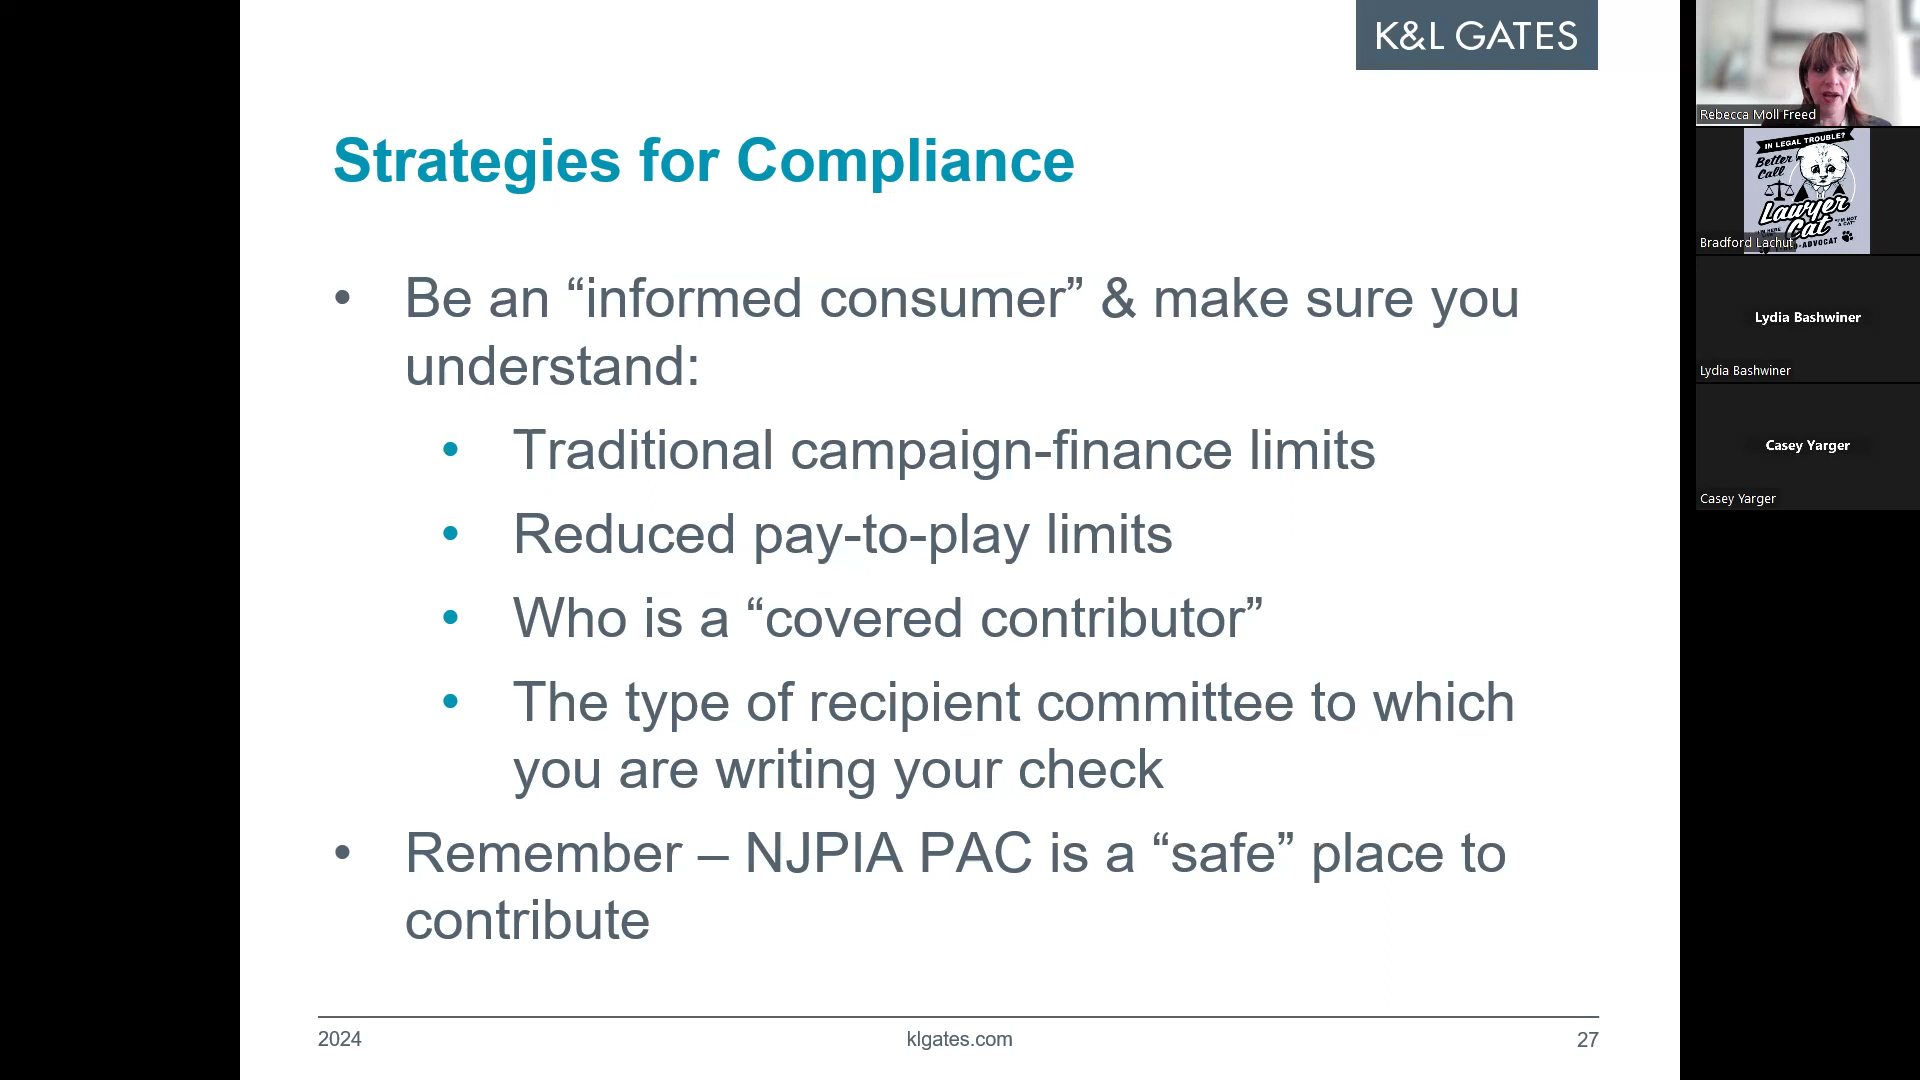 K&L GATES
Strategies for Compliance
• Be an “informed consumer” & make sure you
understand:
• Traditional campaign-finance limits
• Reduced pay-to-play limits
• Who is a “covered contributor”
• The type of recipient committee to which
you are writing your check
• Remember – NJPIA PAC is a “safe” place to
contribute
2024
klgates.com
27
Rebecca Moll Freed
IN LEGAL TROUBLE?
Better
Call
Lawyer
Cat
"I'M NOT
A CAT"
-ADVOCAT
Bradford Lachut
Lydia Bashwiner
Lydia Bashwiner
Casey Yarger
Casey Yarger